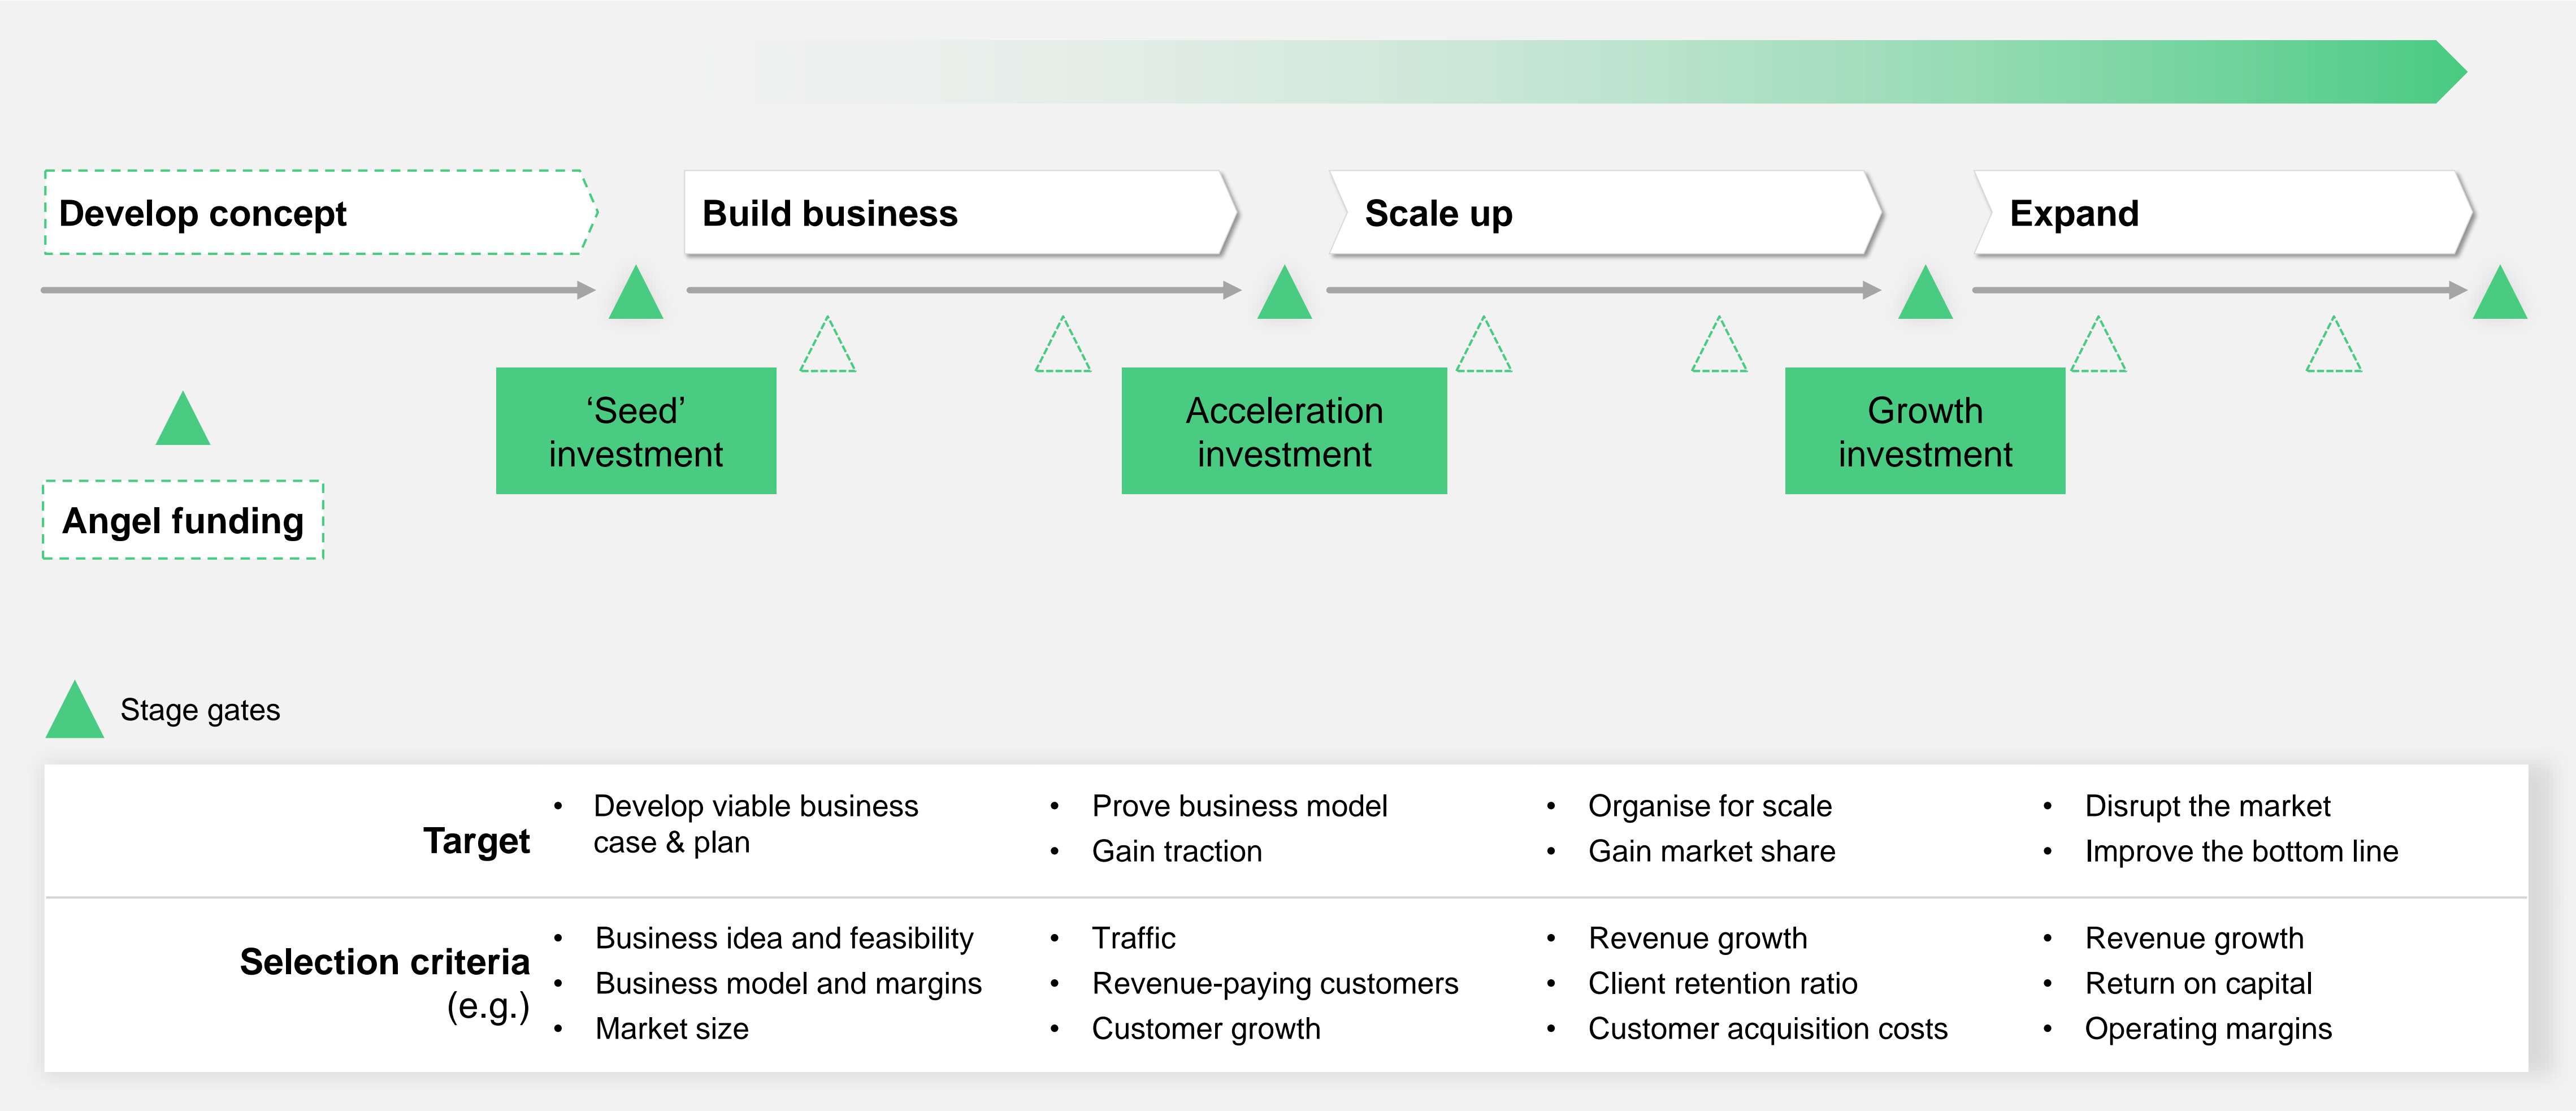 Develop concept
Build business
Scale up
Expand
‘Seed’
investment
Acceleration
investment
Growth
investment
Angel funding
Stage gates
Target
• Develop viable business
case & plan
• Prove business model
• Gain traction
• Organise for scale
• Gain market share
• Disrupt the market
• Improve the bottom line
Selection criteria
(e.g.)
• Business idea and feasibility
• Business model and margins
• Market size
• Traffic
• Revenue-paying customers
• Customer growth
• Revenue growth
• Client retention ratio
• Customer acquisition costs
• Revenue growth
• Return on capital
• Operating margins